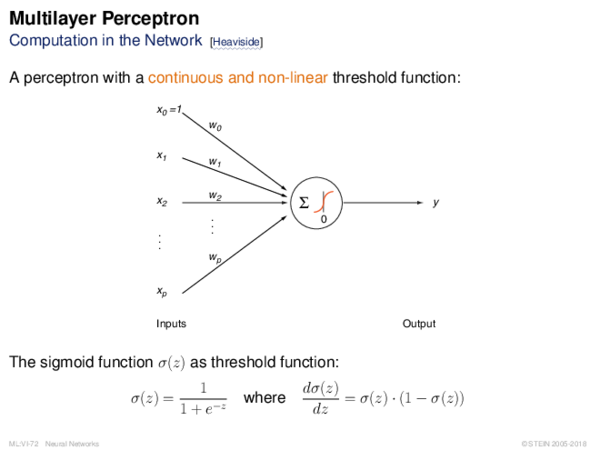 Multilayer Perceptron
Computation in the Network [Heaviside]
A perceptron with a continuous and non-linear threshold function:
x₀ =1
w₀
x₁
w₁
x₂
w₂
Σ
0
y
⋮ ⋮
wₚ
xₚ
Inputs Output
The sigmoid function σ(z) as threshold function:
σ(z) = 1 / (1 + e⁻ᶻ) where dσ(z)/dz = σ(z) · (1 − σ(z))
ML:VI-72 Neural Networks ©STEIN 2005-2018